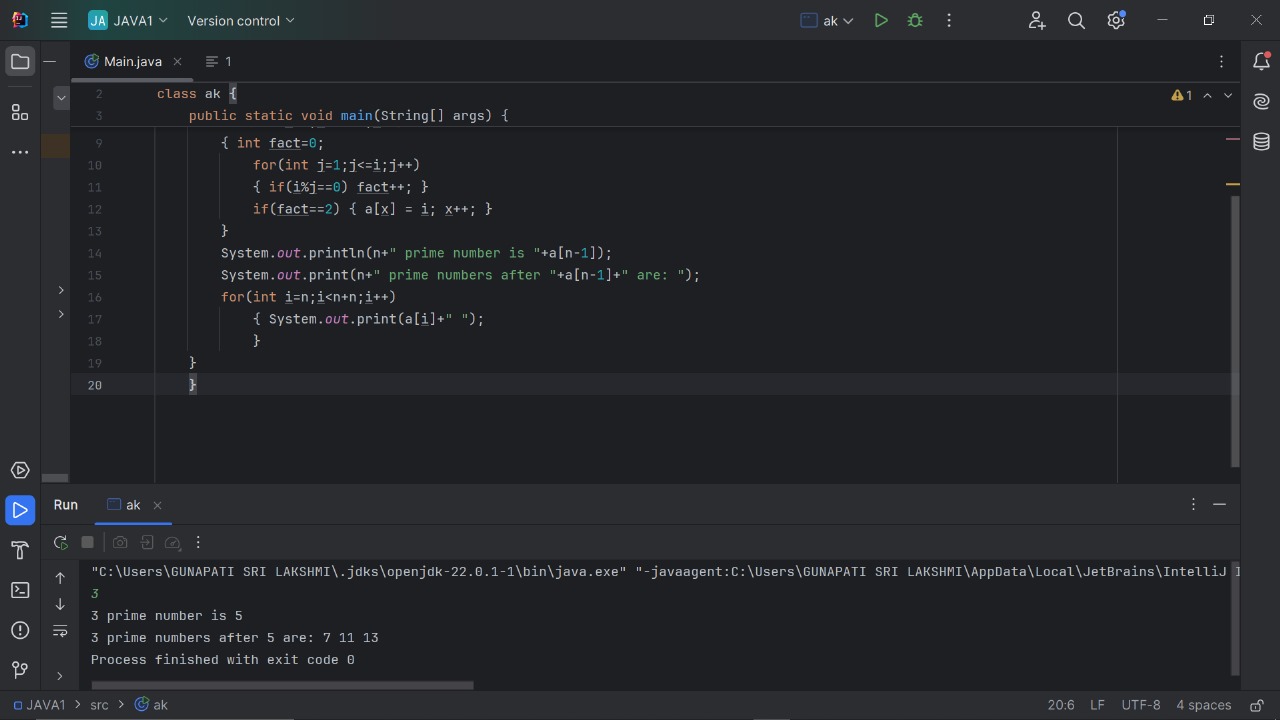 JA JAVA1 Version control ak
Main.java 1
2 class ak {
3 public static void main(String[] args) {
1
9 { int fact=0;
10 for(int j=1;j<=i;j++)
11 { if(i%j==0) fact++; }
12 if(fact==2) { a[x] = i; x++; }
13 }
14 System.out.println(n+" prime number is "+a[n-1]);
15 System.out.print(n+" prime numbers after "+a[n-1]+" are: ");
16 for(int i=n;i<n+n;i++)
17 { System.out.print(a[i]+" ");
18 }
19 }
20 }
Run ak
"C:\Users\GUNAPATI SRI LAKSHMI\.jdks\openjdk-22.0.1-1\bin\java.exe" "-javaagent:C:\Users\GUNAPATI SRI LAKSHMI\AppData\Local\JetBrains\IntelliJ
3
3 prime number is 5
3 prime numbers after 5 are: 7 11 13
Process finished with exit code 0
JAVA1 > src > ak 20:6 LF UTF-8 4 spaces